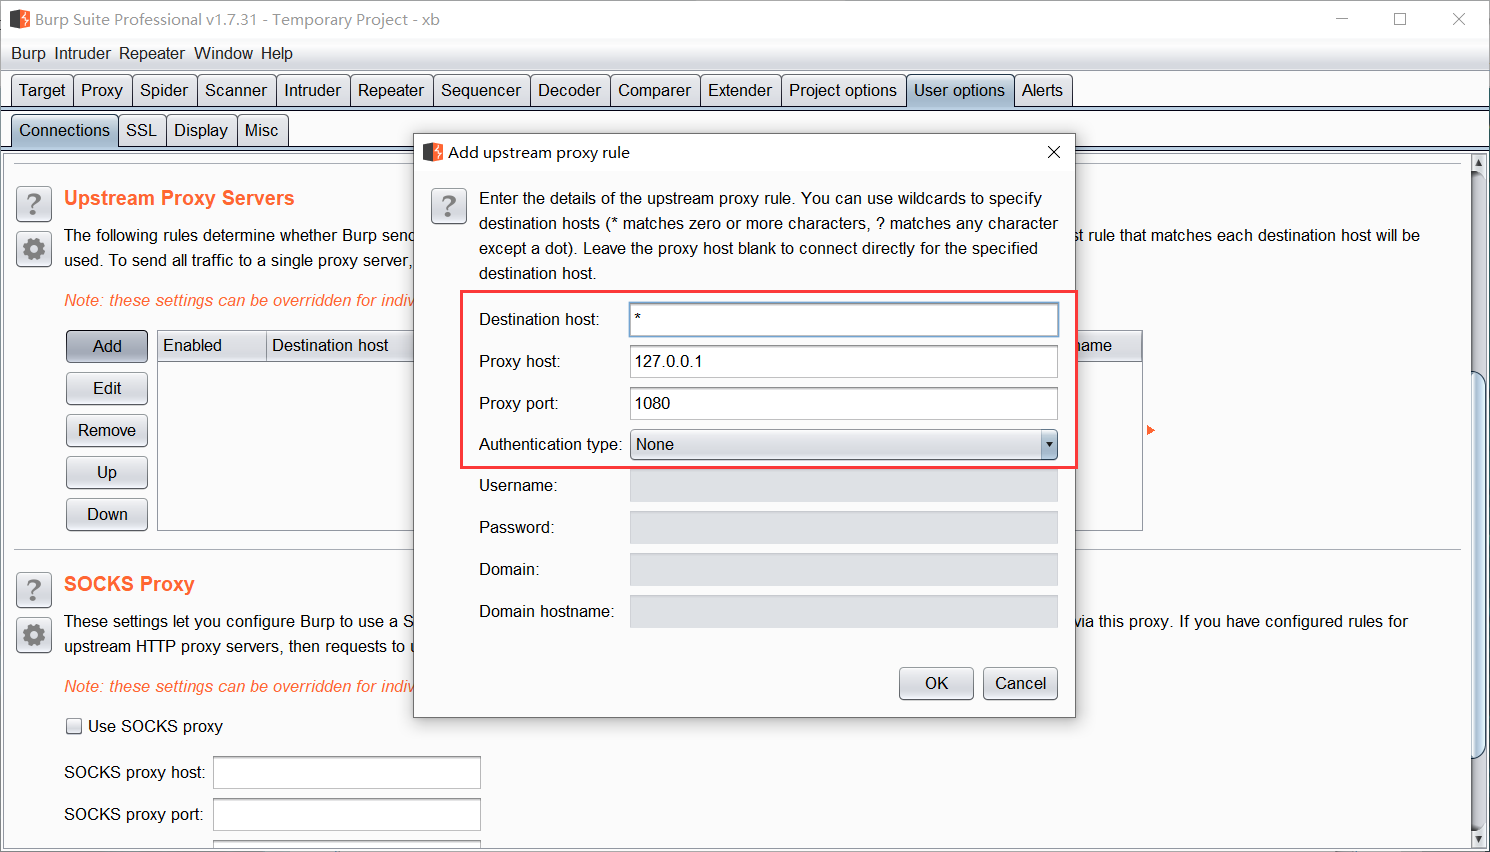 Burp Suite Professional v1.7.31 - Temporary Project - xb
Burp Intruder Repeater Window Help
Target Proxy Spider Scanner Intruder Repeater Sequencer Decoder Comparer Extender Project options User options Alerts
Connections SSL Display Misc
Add upstream proxy rule
? Enter the details of the upstream proxy rule. You can use wildcards to specify
destination hosts (* matches zero or more characters, ? matches any character
except a dot). Leave the proxy host blank to connect directly for the specified
destination host.
Destination host: *
Proxy host: 127.0.0.1
Proxy port: 1080
Authentication type: None
Username:
Password:
Domain:
Domain hostname:
OK Cancel
? Upstream Proxy Servers
The following rules determine whether Burp send
st rule that matches each destination host will be
used. To send all traffic to a single proxy server,
Note: these settings can be overridden for indiv
Add Enabled Destination host name
Edit
Remove
Up
Down
? SOCKS Proxy
These settings let you configure Burp to use a S
via this proxy. If you have configured rules for
upstream HTTP proxy servers, then requests to u
Note: these settings can be overridden for indiv
Use SOCKS proxy
SOCKS proxy host:
SOCKS proxy port: